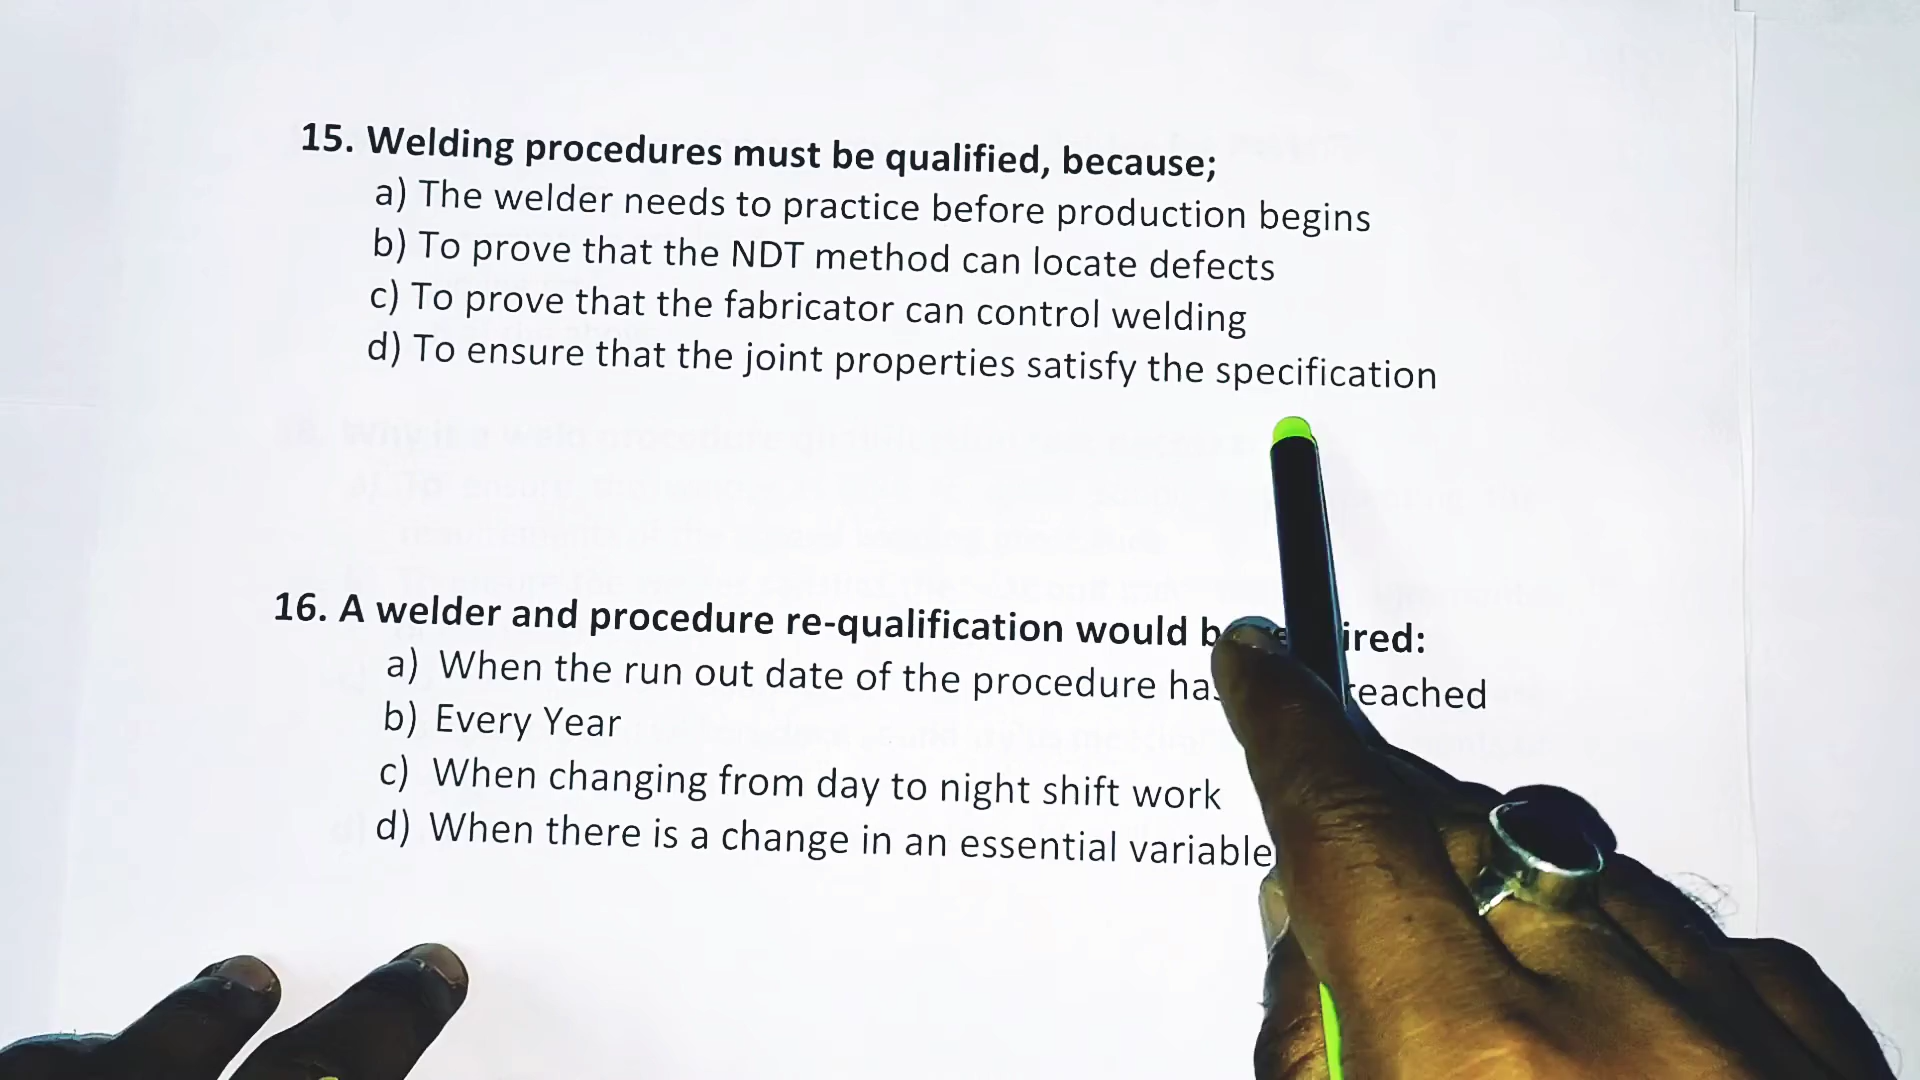 15. Welding procedures must be qualified, because;
a) The welder needs to practice before production begins
b) To prove that the NDT method can locate defects
c) To prove that the fabricator can control welding
d) To ensure that the joint properties satisfy the specification
16. A welder and procedure re-qualification would
a) When the run out date of the procedure
b) Every Year
c) When changing from day to night shift work
d) When there is a change in an essential variable